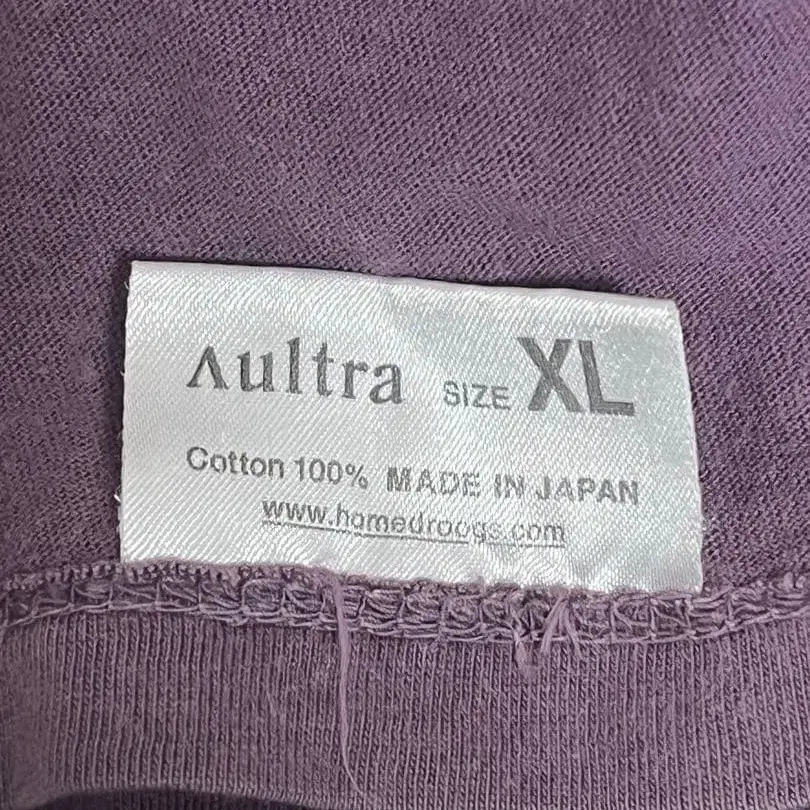 Λultra SIZE XL
Cotton 100% MADE IN JAPAN
www.homedroogs.com